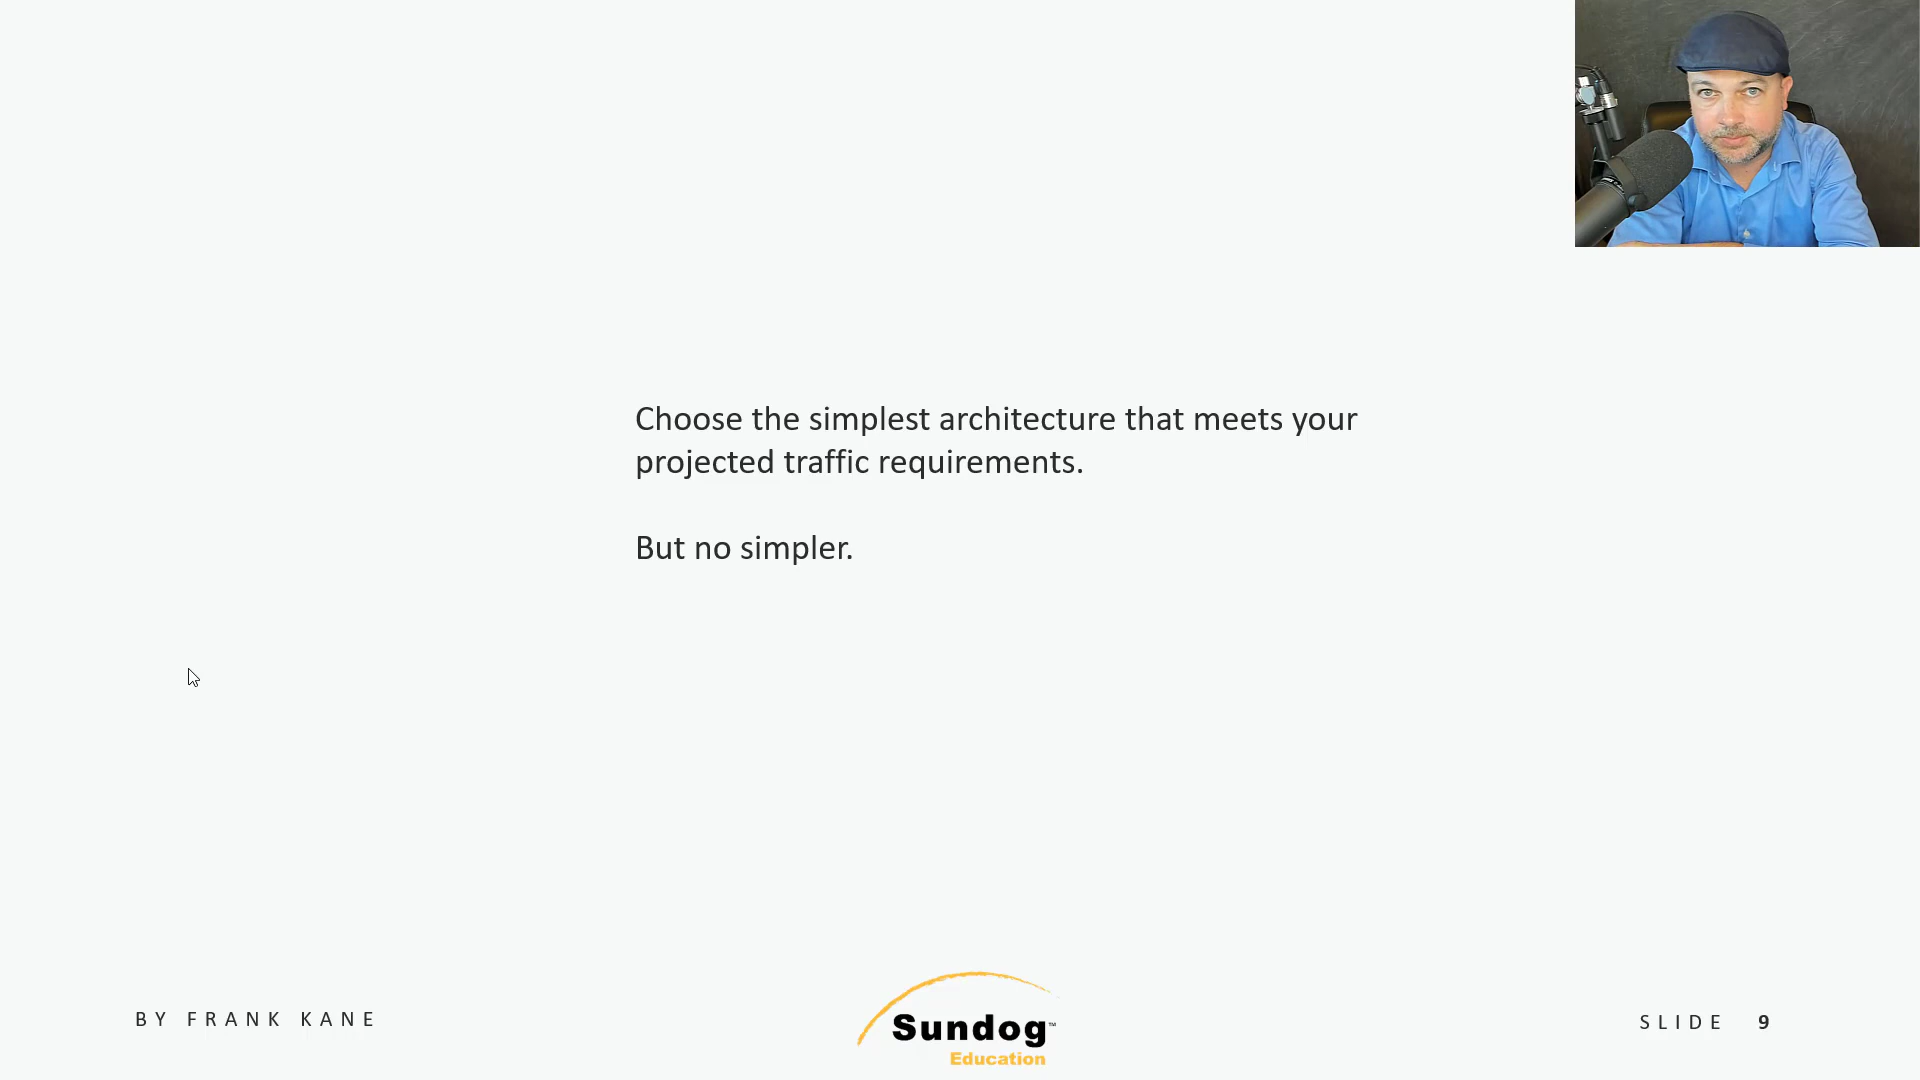 Choose the simplest architecture that meets your
projected traffic requirements.
But no simpler.
BY FRANK KANE
Sundog™
Education
SLIDE 9